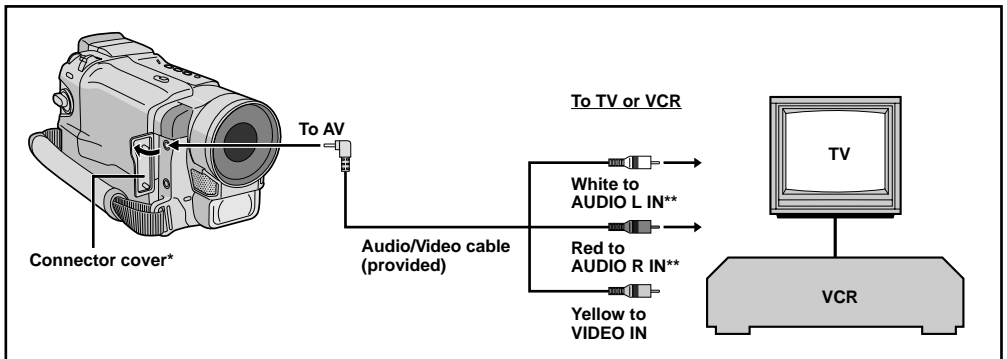 To TV or VCR
To AV
TV
White to
AUDIO L IN**
Connector cover*
Audio/Video cable
(provided)
Red to
AUDIO R IN**
VCR
Yellow to
VIDEO IN